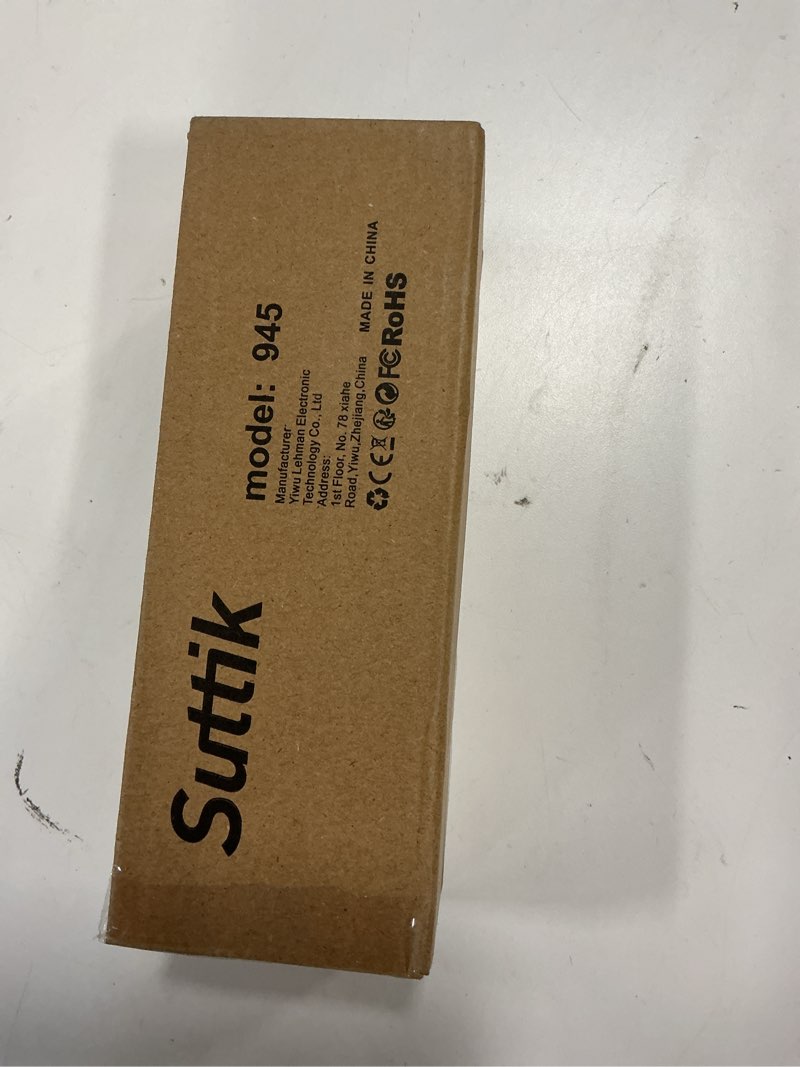 Suttik
model: 945
Manufacturer
Yiwu Lehman Electronic
Technology Co., Ltd
Address:
1st Floor, No. 78 xiahe
Road,Yiwu,Zhejiang,China
MADE IN CHINA
CE FC RoHS